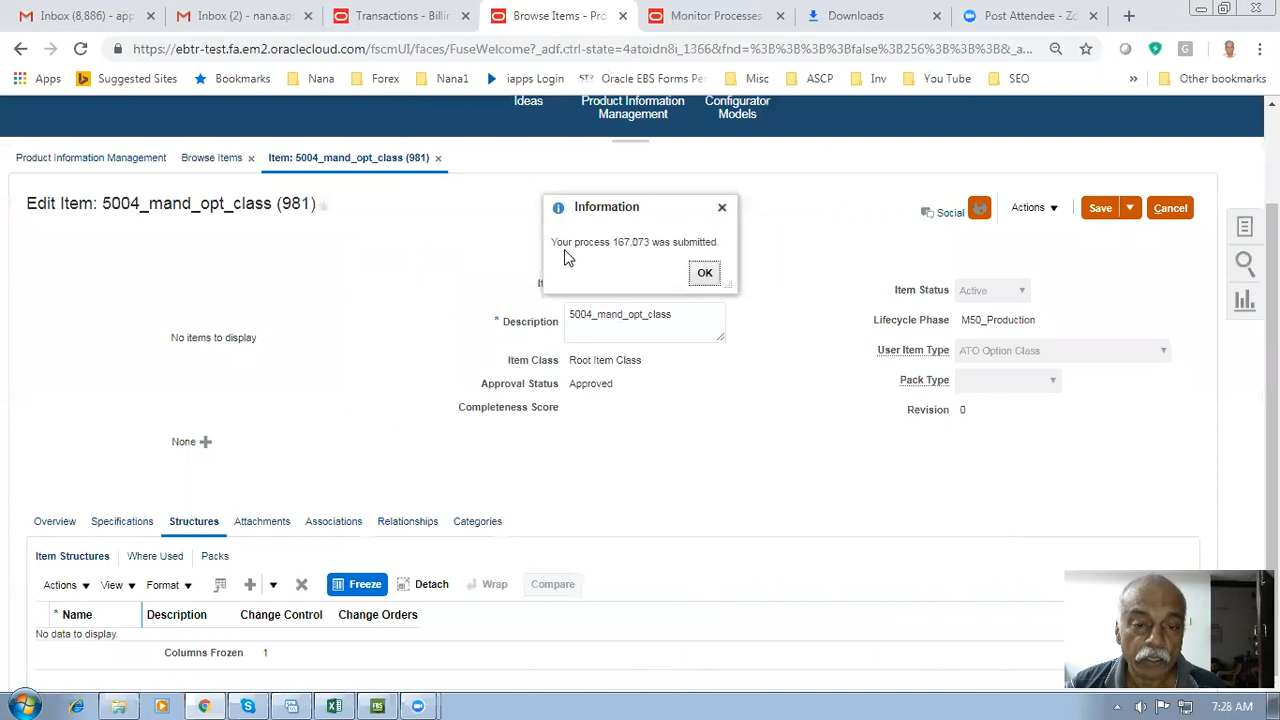 Inbox (8,886) - app
Inbox (2) - nana.ap
Transactions - Billin
Browse Items - Pro
Monitor Processes
Downloads
Post Attendee - Zo
https://ebtr-test.fa.em2.oraclecloud.com/fscmUI/faces/FuseWelcome?_adf.ctrl-state=4atoidn8i_1366&fnd=%3B%3B%3B%3Bfalse%3B256%3B%3B%3B&_a...
Apps
Suggested Sites
Bookmarks
Nana
Forex
Nana1
iapps Login
Oracle EBS Forms Pe
Misc
ASCP
Inv
You Tube
SEO
»
Other bookmarks
Ideas
Product Information
Management
Configurator
Models
Product Information Management
Browse Items
Item: 5004_mand_opt_class (981)
Edit Item: 5004_mand_opt_class (981)
Social
Actions
Save
Cancel
Information
Your process 167,073 was submitted.
OK
Item Status Active
* Description 5004_mand_opt_class
Lifecycle Phase M50_Production
No items to display
User Item Type ATO Option Class
Item Class Root Item Class
Pack Type
Approval Status Approved
Completeness Score
Revision 0
None
Overview
Specifications
Structures
Attachments
Associations
Relationships
Categories
Item Structures
Where Used
Packs
Actions
View
Format
Freeze
Detach
Wrap
Compare
* Name
Description
Change Control
Change Orders
No data to display.
Columns Frozen 1
7:28 AM